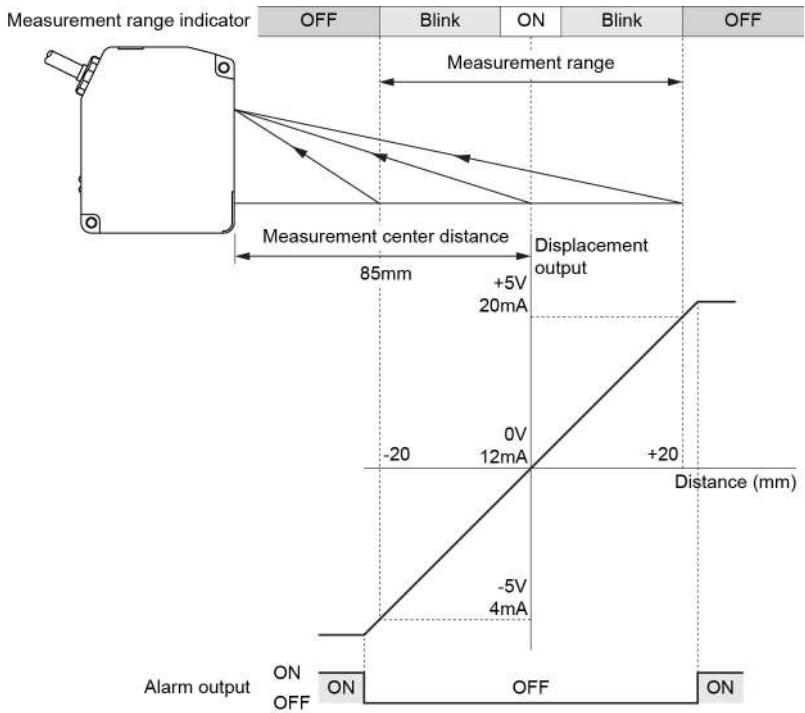 Measurement range indicator OFF Blink ON Blink OFF
Measurement range
Measurement center distance
85mm
Displacement
output
+5V
20mA
0V
12mA
-20
+20
Distance (mm)
-5V
4mA
Alarm output
ON
OFF
ON OFF ON